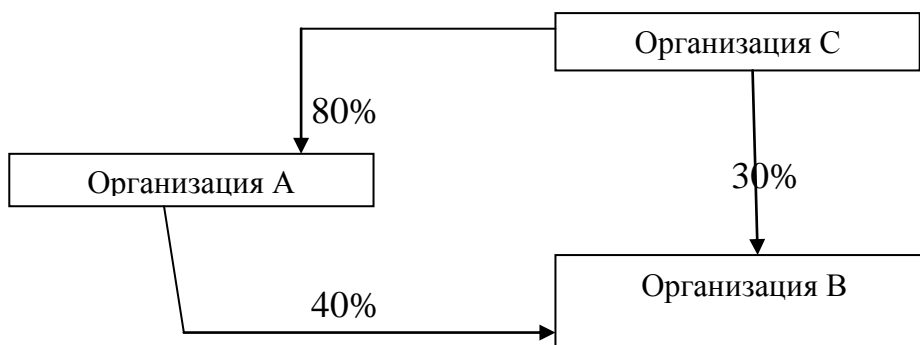 Организация С
80%
Организация А
30%
Организация В
40%